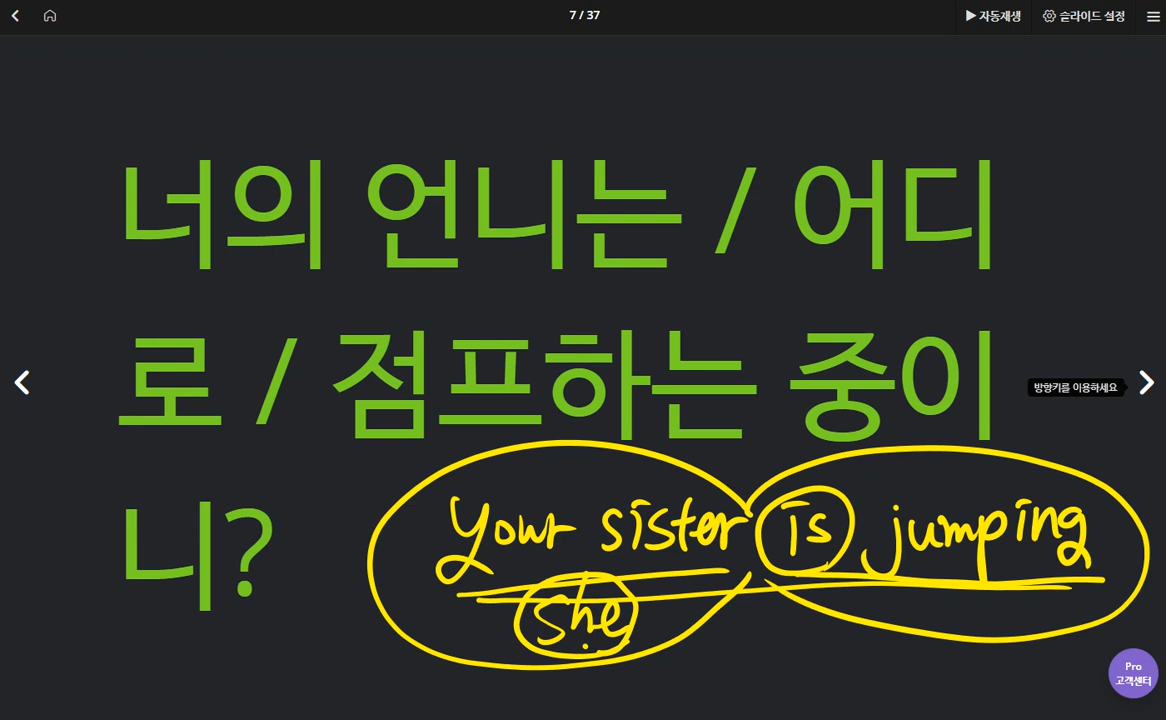 7 / 37
▶ 자동재생
슬라이드 설정
너의 언니는 / 어디
로 / 점프하는 중이
니?
방향키를 이용하세요
your sister is jumping
she
Pro
고객센터